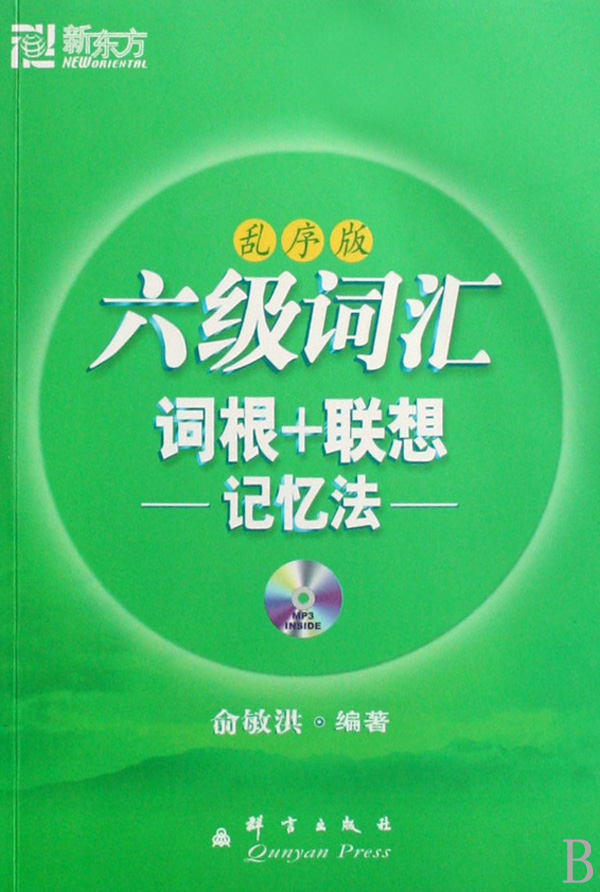 新东方
NEW ORIENTAL
乱序版
六级词汇
词根+联想
记忆法
MP3
INSIDE
俞敏洪·编著
群言出版社
Qunyan Press
B